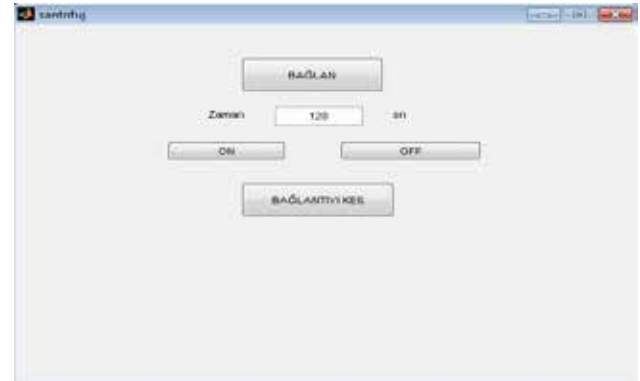 santrifuj
BAĞLAN
Zaman 120 sn
ON OFF
BAĞLANTIYI KES